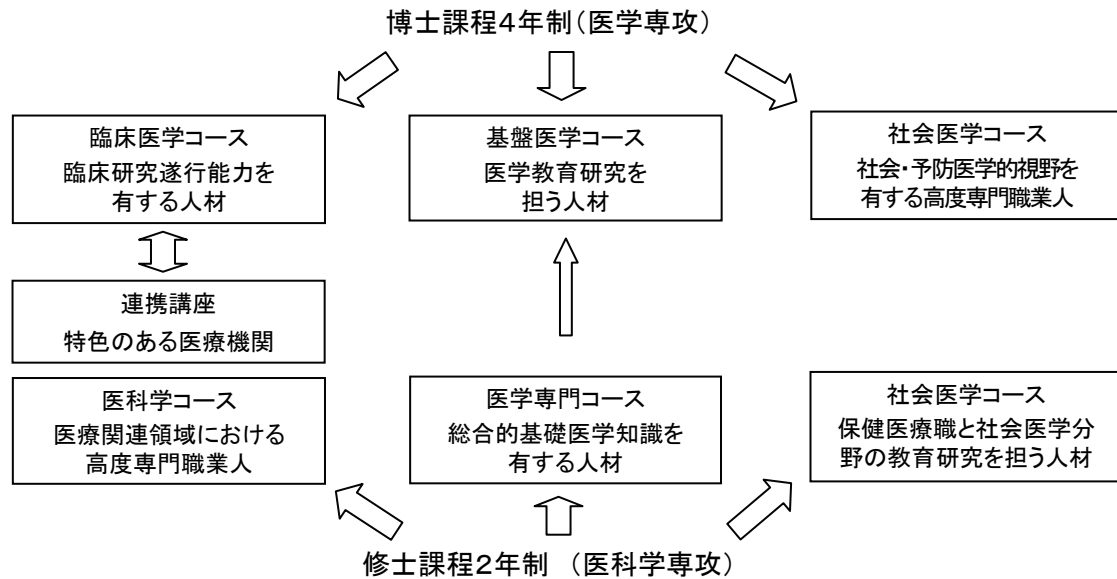 博士課程4年制(医学専攻)
臨床医学コース
臨床研究遂行能力を
有する人材
基盤医学コース
医学教育研究を
担う人材
社会医学コース
社会・予防医学的視野を
有する高度専門職業人
連携講座
特色のある医療機関
医科学コース
医療関連領域における
高度専門職業人
医学専門コース
総合的基礎医学知識を
有する人材
社会医学コース
保健医療職と社会医学分
野の教育研究を担う人材
修士課程2年制 (医科学専攻)